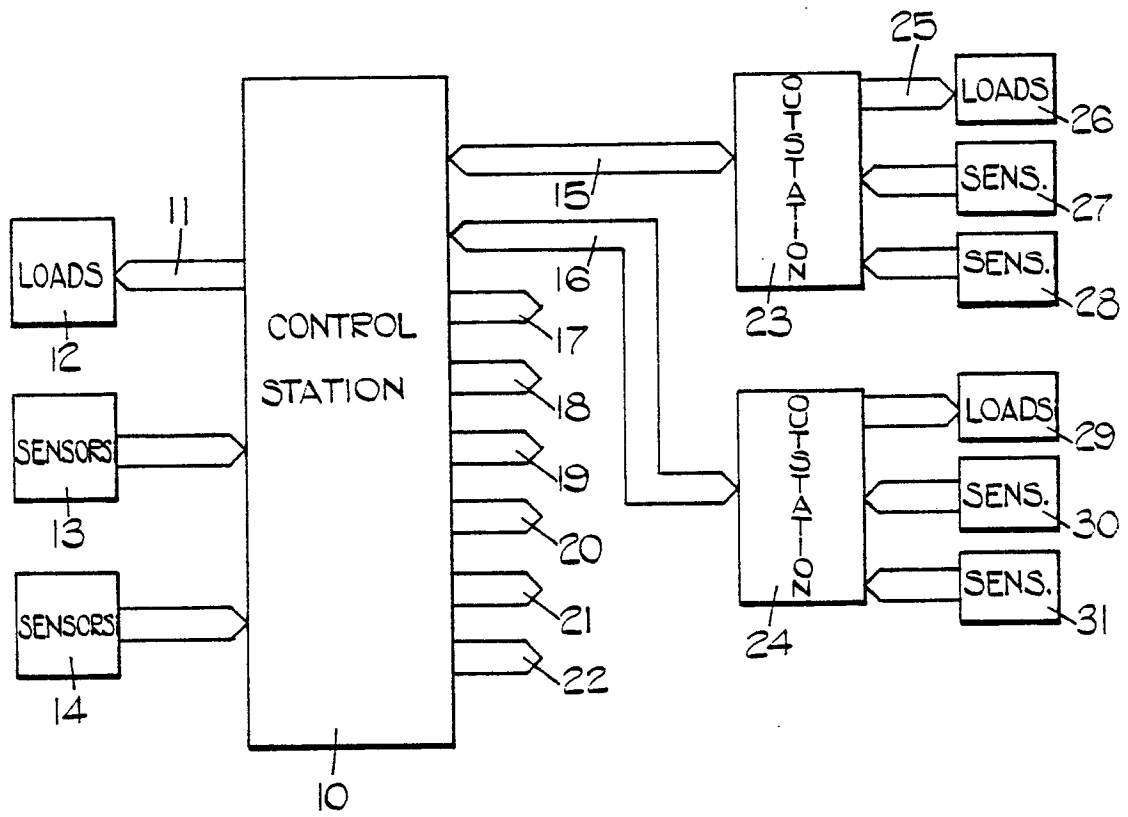 25
LOADS
26
OUTSTATION
15
SENS.
27
11
LOADS
12
16
SENS.
28
23
17
CONTROL
STATION
18
OUTSTATION
LOADS
29
SENSORS
13
19
SENS.
30
20
SENSORS
14
21
SENS.
31
24
22
10